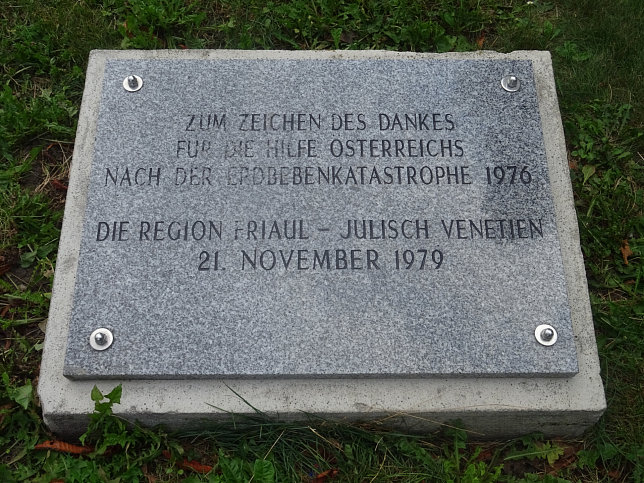 ZUM ZEICHEN DES DANKES
FÜR DIE HILFE ÖSTERREICHS
NACH DER ERDBEBENKATASTROPHE 1976
DIE REGION FRIAUL – JULISCH VENETIEN
21. NOVEMBER 1979